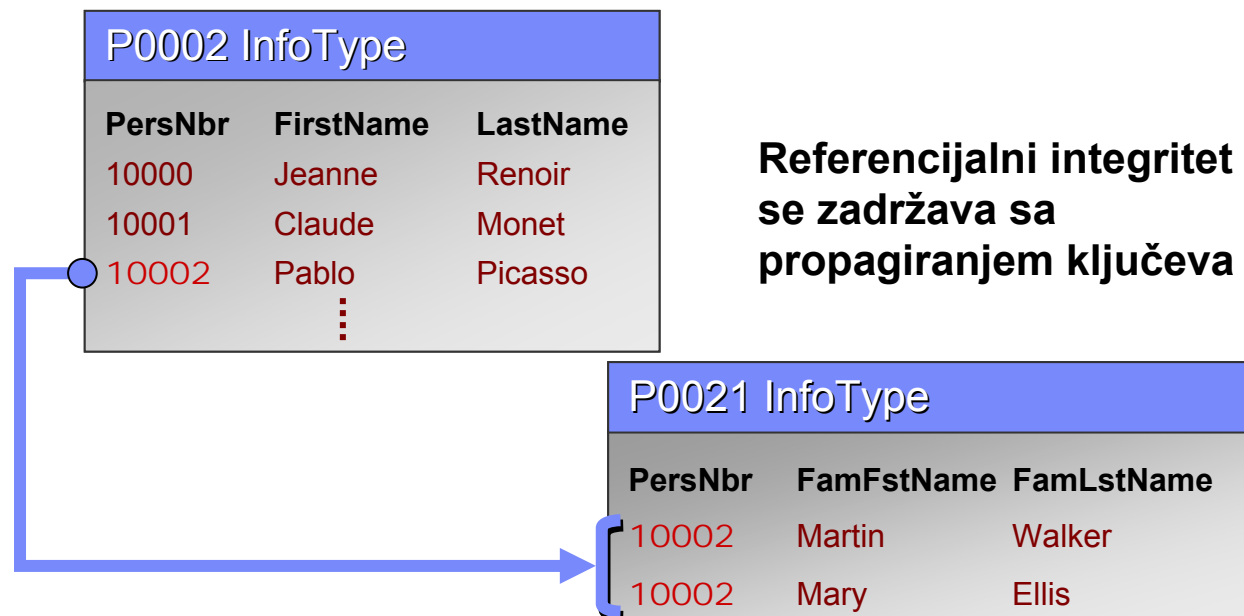 P0002 InfoType
PersNbr FirstName LastName
10000 Jeanne Renoir
10001 Claude Monet
10002 Pablo Picasso
Referencijalni integritet
se zadržava sa
propagiranjem ključeva
P0021 InfoType
PersNbr FamFstName FamLstName
10002 Martin Walker
10002 Mary Ellis